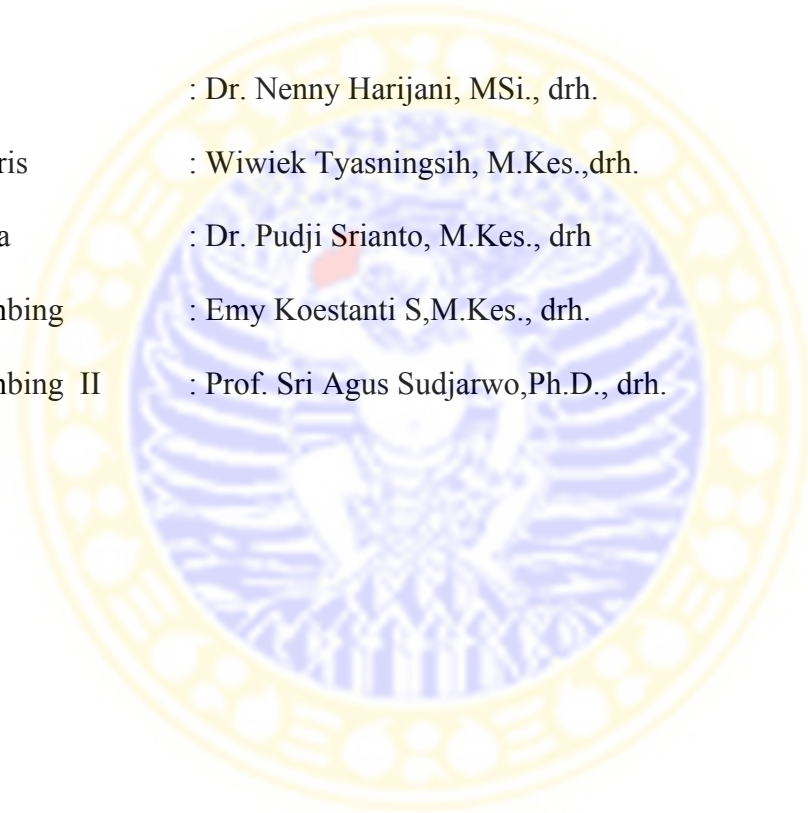 : Dr. Nenny Harijani, MSi., drh.
ris : Wiwiek Tyasningsih, M.Kes.,drh.
a : Dr. Pudji Srianto, M.Kes., drh
nbing : Emy Koestanti S,M.Kes., drh.
nbing II : Prof. Sri Agus Sudjarwo,Ph.D., drh.